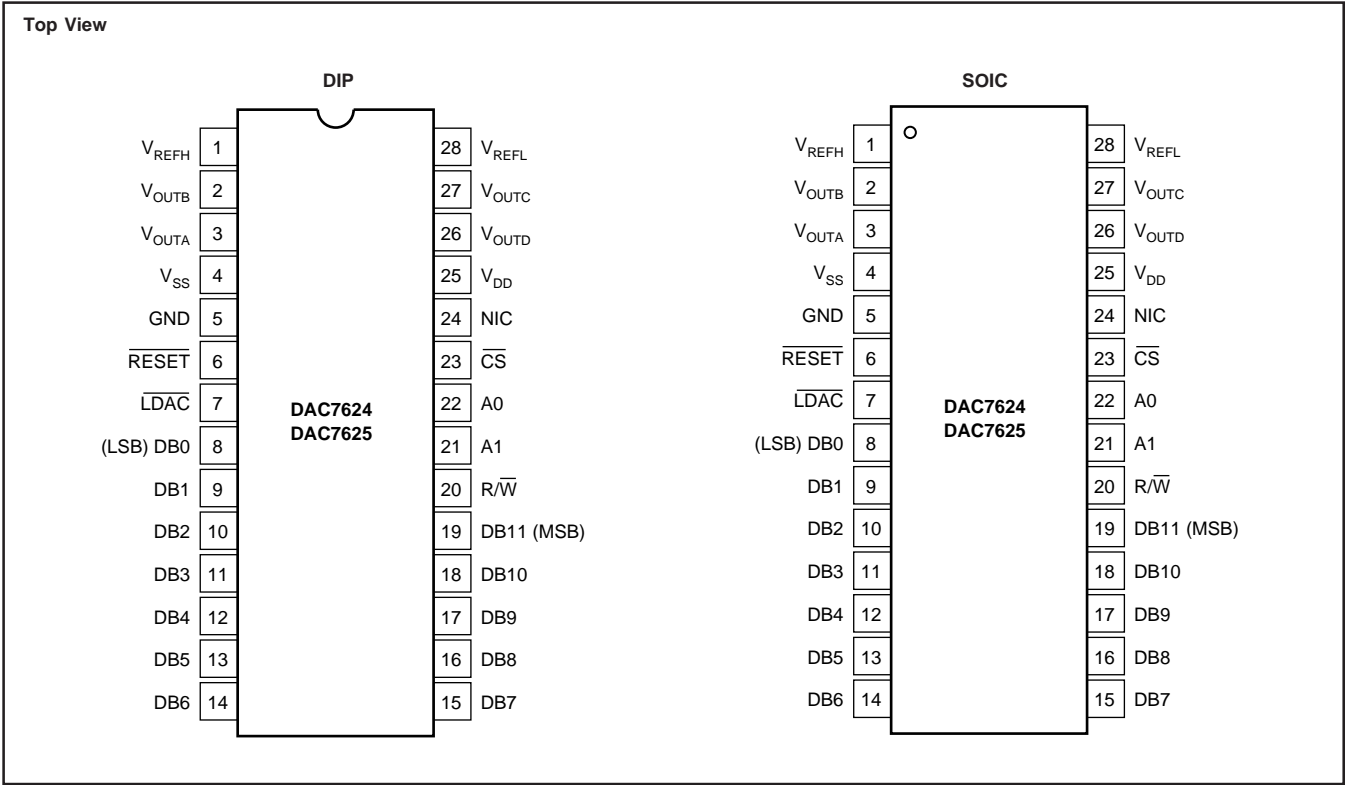 Top View
DIP
V_REFH 1 28 V_REFL
V_OUTB 2 27 V_OUTC
V_OUTA 3 26 V_OUTD
V_SS 4 25 V_DD
GND 5 24 NIC
R̅E̅S̅E̅T̅ 6 23 C̅S̅
L̅D̅A̅C̅ 7 22 A0
(LSB) DB0 8 21 A1
DB1 9 20 R/W̅
DB2 10 19 DB11 (MSB)
DB3 11 18 DB10
DB4 12 17 DB9
DB5 13 16 DB8
DB6 14 15 DB7
DAC7624
DAC7625
SOIC
V_REFH 1 28 V_REFL
V_OUTB 2 27 V_OUTC
V_OUTA 3 26 V_OUTD
V_SS 4 25 V_DD
GND 5 24 NIC
R̅E̅S̅E̅T̅ 6 23 C̅S̅
L̅D̅A̅C̅ 7 22 A0
(LSB) DB0 8 21 A1
DB1 9 20 R/W̅
DB2 10 19 DB11 (MSB)
DB3 11 18 DB10
DB4 12 17 DB9
DB5 13 16 DB8
DB6 14 15 DB7
DAC7624
DAC7625